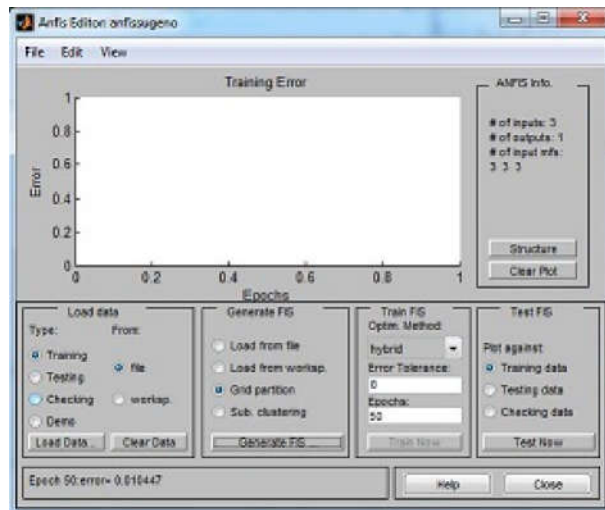 Anfis Editor: anfissugeno
File Edit View
Training Error
1
0.8
0.6
0.4
0.2
0
Error
0 0.2 0.4 0.6 0.8 1
Epochs
ANFIS Info.
# of inputs: 3
# of outputs: 1
# of input mfs:
3 3 3
Structure
Clear Plot
Load data
Type: From:
Training
Testing
Checking
Demo
file
worksp.
Load Data...
Clear Data
Generate FIS
Load from file
Load from worksp.
Grid partition
Sub. clustering
Generate FIS ...
Train FIS
Optim. Method:
hybrid
Error Tolerance:
0
Epochs:
50
Train Now
Test FIS
Plot against:
Training data
Testing data
Checking data
Test Now
Epoch 50:error= 0.010447
Help
Close